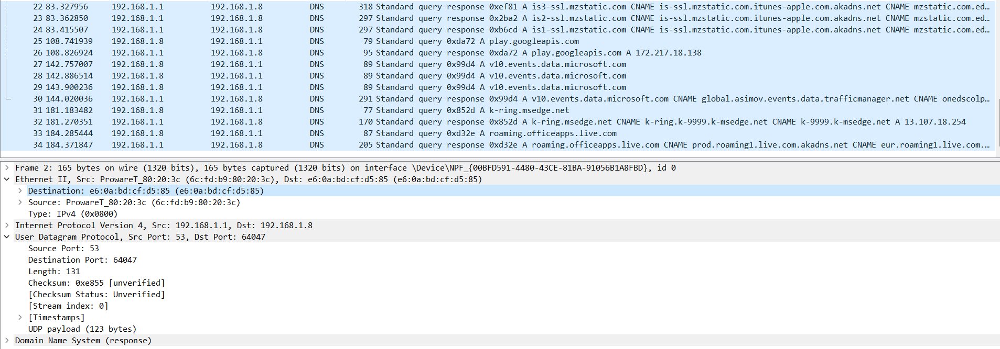 22 83.327956 192.168.1.1 192.168.1.8 DNS 318 Standard query response 0xef81 A is3-ssl.mzstatic.com CNAME is-ssl.mzstatic.com.itunes-apple.com.akadns.net CNAME mzstatic.com.ed…
23 83.362850 192.168.1.1 192.168.1.8 DNS 297 Standard query response 0x2ba2 A is2-ssl.mzstatic.com CNAME is-ssl.mzstatic.com.itunes-apple.com.akadns.net CNAME mzstatic.com.ed…
24 83.415507 192.168.1.1 192.168.1.8 DNS 297 Standard query response 0xb6cd A is1-ssl.mzstatic.com CNAME is-ssl.mzstatic.com.itunes-apple.com.akadns.net CNAME mzstatic.com.ed…
25 108.741939 192.168.1.8 192.168.1.1 DNS 79 Standard query 0xda72 A play.googleapis.com
26 108.826924 192.168.1.1 192.168.1.8 DNS 95 Standard query response 0xda72 A play.googleapis.com A 172.217.18.138
27 142.757007 192.168.1.8 192.168.1.1 DNS 89 Standard query 0x99d4 A v10.events.data.microsoft.com
28 142.886514 192.168.1.8 192.168.1.1 DNS 89 Standard query 0x99d4 A v10.events.data.microsoft.com
29 143.900236 192.168.1.8 192.168.1.1 DNS 89 Standard query 0x99d4 A v10.events.data.microsoft.com
30 144.020036 192.168.1.1 192.168.1.8 DNS 291 Standard query response 0x99d4 A v10.events.data.microsoft.com CNAME global.asimov.events.data.trafficmanager.net CNAME onedscolp…
31 181.183482 192.168.1.8 192.168.1.1 DNS 77 Standard query 0x852d A k-ring.msedge.net
32 181.270351 192.168.1.1 192.168.1.8 DNS 170 Standard query response 0x852d A k-ring.msedge.net CNAME k-ring.k-9999.k-msedge.net CNAME k-9999.k-msedge.net A 13.107.18.254
33 184.285444 192.168.1.8 192.168.1.1 DNS 87 Standard query 0xd32e A roaming.officeapps.live.com
34 184.371847 192.168.1.1 192.168.1.8 DNS 205 Standard query response 0xd32e A roaming.officeapps.live.com CNAME prod.roaming1.live.com.akadns.net CNAME eur.roaming1.live.com.…
Frame 2: 165 bytes on wire (1320 bits), 165 bytes captured (1320 bits) on interface \Device\NPF_{00BFD591-4480-43CE-81BA-91056B1A8FBD}, id 0
Ethernet II, Src: ProwareT_80:20:3c (6c:fd:b9:80:20:3c), Dst: e6:0a:bd:cf:d5:85 (e6:0a:bd:cf:d5:85)
Destination: e6:0a:bd:cf:d5:85 (e6:0a:bd:cf:d5:85)
Source: ProwareT_80:20:3c (6c:fd:b9:80:20:3c)
Type: IPv4 (0x0800)
Internet Protocol Version 4, Src: 192.168.1.1, Dst: 192.168.1.8
User Datagram Protocol, Src Port: 53, Dst Port: 64047
Source Port: 53
Destination Port: 64047
Length: 131
Checksum: 0xe855 [unverified]
[Checksum Status: Unverified]
[Stream index: 0]
[Timestamps]
UDP payload (123 bytes)
Domain Name System (response)